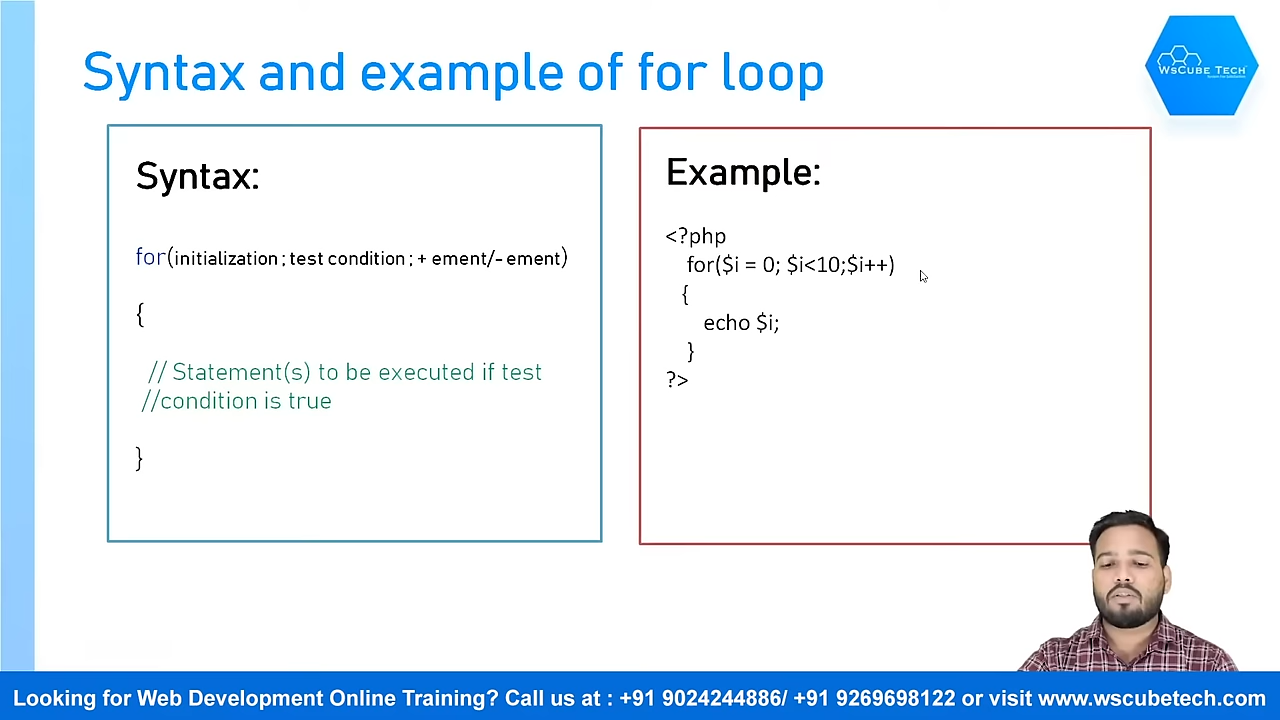 Syntax and example of for loop
WsCube Tech
Syntax:
for(initialization ; test condition ; + ement/- ement)
{
// Statement(s) to be executed if test
//condition is true
}
Example:
<?php
for($i = 0; $i<10;$i++)
{
echo $i;
}
?>
Looking for Web Development Online Training? Call us at : +91 9024244886/ +91 9269698122 or visit www.wscubetech.com